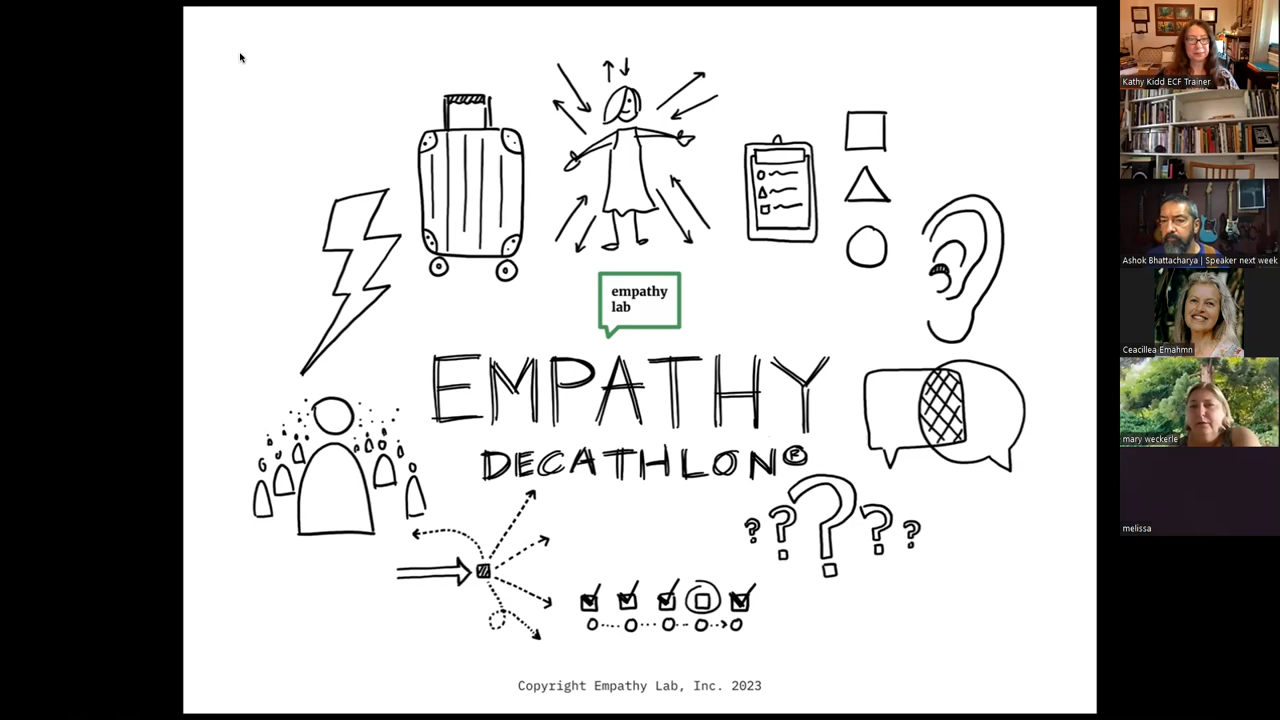 empathy
lab
EMPATHY
DECATHLON®
? ? ? ? ?
Copyright Empathy Lab, Inc. 2023
Kathy Kidd ECF Trainer
Ashok Bhattacharya | Speaker next week
Ceacillea Emahmn
mary weckerle
melissa